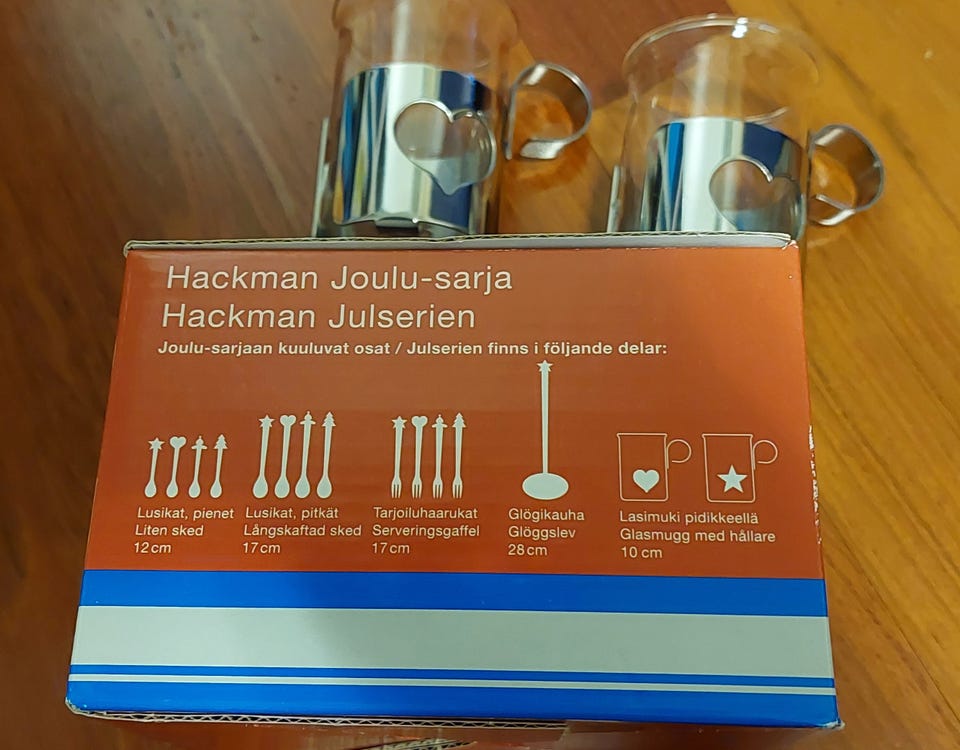 Hackman Joulu-sarja
Hackman Julserien
Joulu-sarjaan kuuluvat osat / Julserien finns i följande delar:
Lusikat, pienet
Liten sked
12 cm
Lusikat, pitkät
Långskaftad sked
17 cm
Tarjoiluhaarukat
Serveringsgaffel
17 cm
Glögikauha
Glöggslev
28 cm
Lasimuki pidikkeellä
Glasmugg med hållare
10 cm